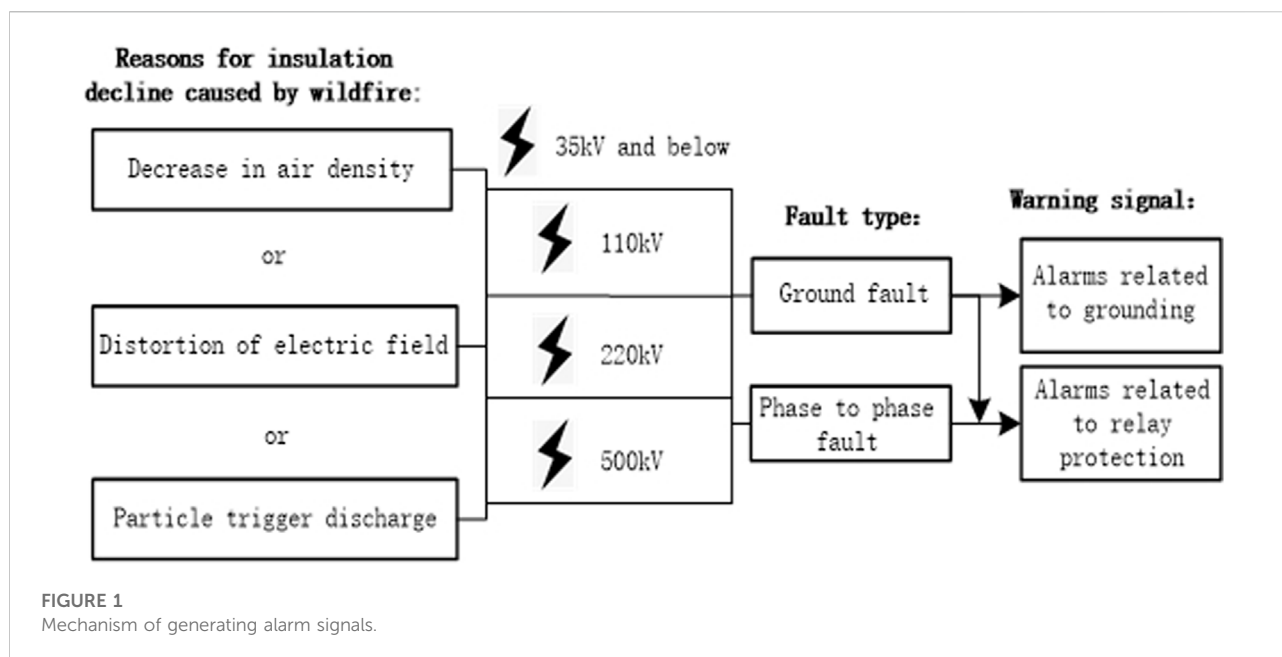 Reasons for insulation
decline caused by wildfire:
Decrease in air density
or
Distortion of electric field
or
Particle trigger discharge
35kV and below
110kV
220kV
500kV
Fault type:
Ground fault
Phase to phase
fault
Warning signal:
Alarms related
to grounding
Alarms related
to relay
protection
FIGURE 1
Mechanism of generating alarm signals.